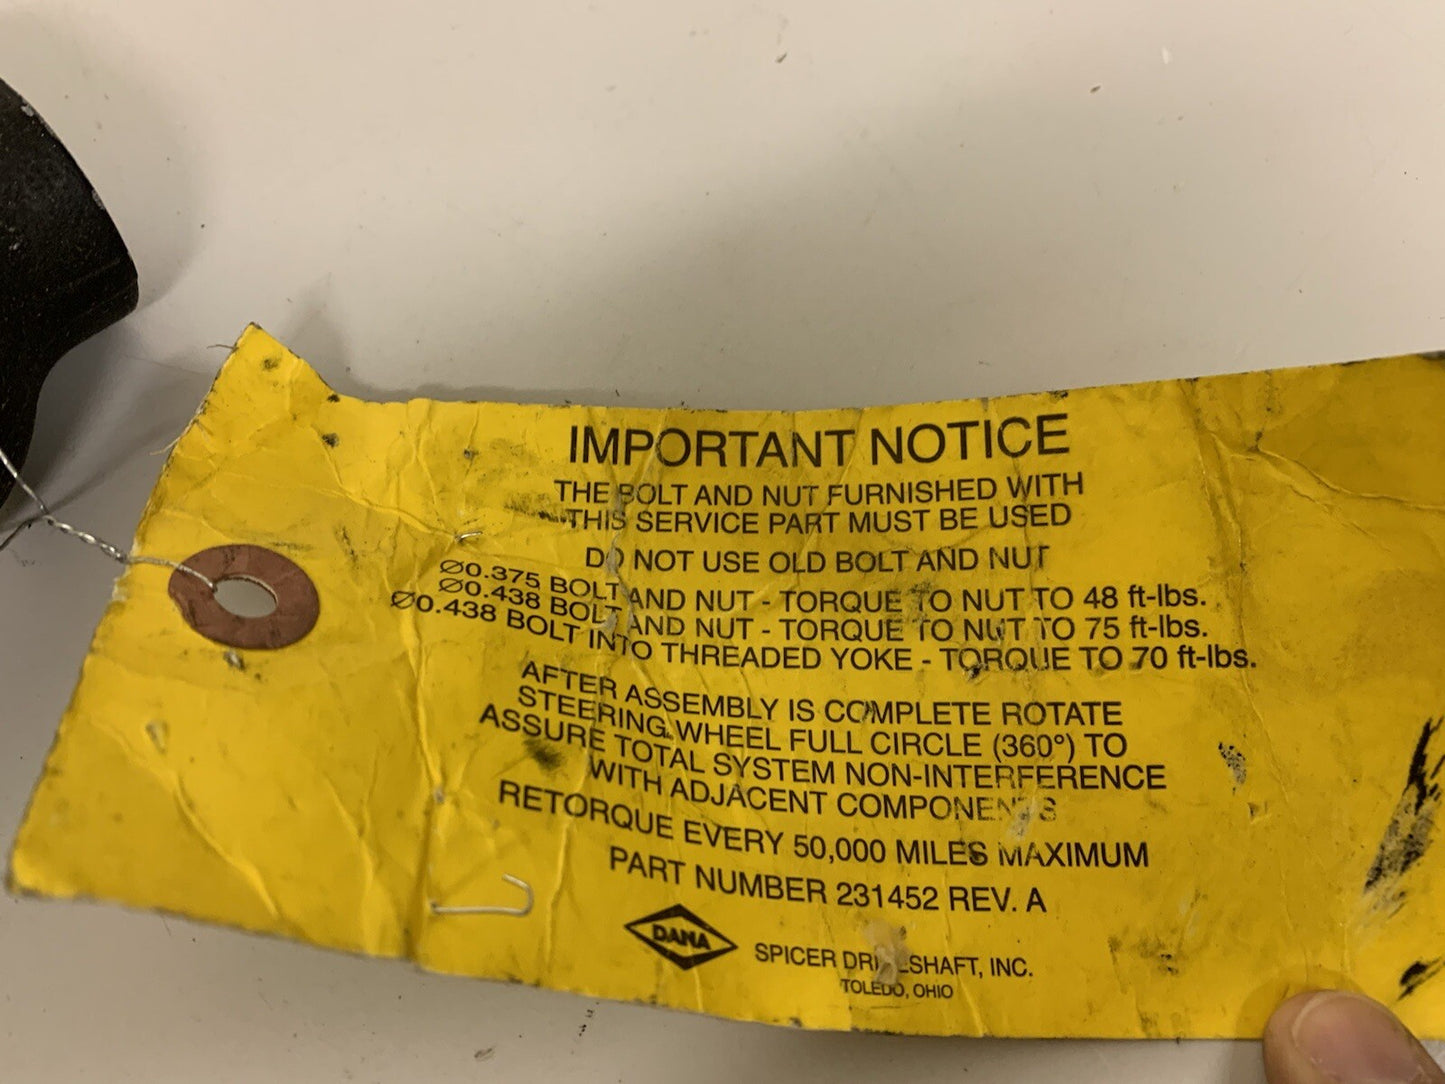 IMPORTANT NOTICE
THE BOLT AND NUT FURNISHED WITH
THIS SERVICE PART MUST BE USED
DO NOT USE OLD BOLT AND NUT
Ø0.375 BOLT AND NUT - TORQUE TO NUT TO 48 ft-lbs.
Ø0.438 BOLT AND NUT - TORQUE TO NUT TO 75 ft-lbs.
Ø0.438 BOLT INTO THREADED YOKE - TORQUE TO 70 ft-lbs.
AFTER ASSEMBLY IS COMPLETE ROTATE
STEERING WHEEL FULL CIRCLE (360°) TO
ASSURE TOTAL SYSTEM NON-INTERFERENCE
WITH ADJACENT COMPONENTS
RETORQUE EVERY 50,000 MILES MAXIMUM
PART NUMBER 231452 REV. A
DANA
SPICER DRIVESHAFT, INC.
TOLEDO, OHIO